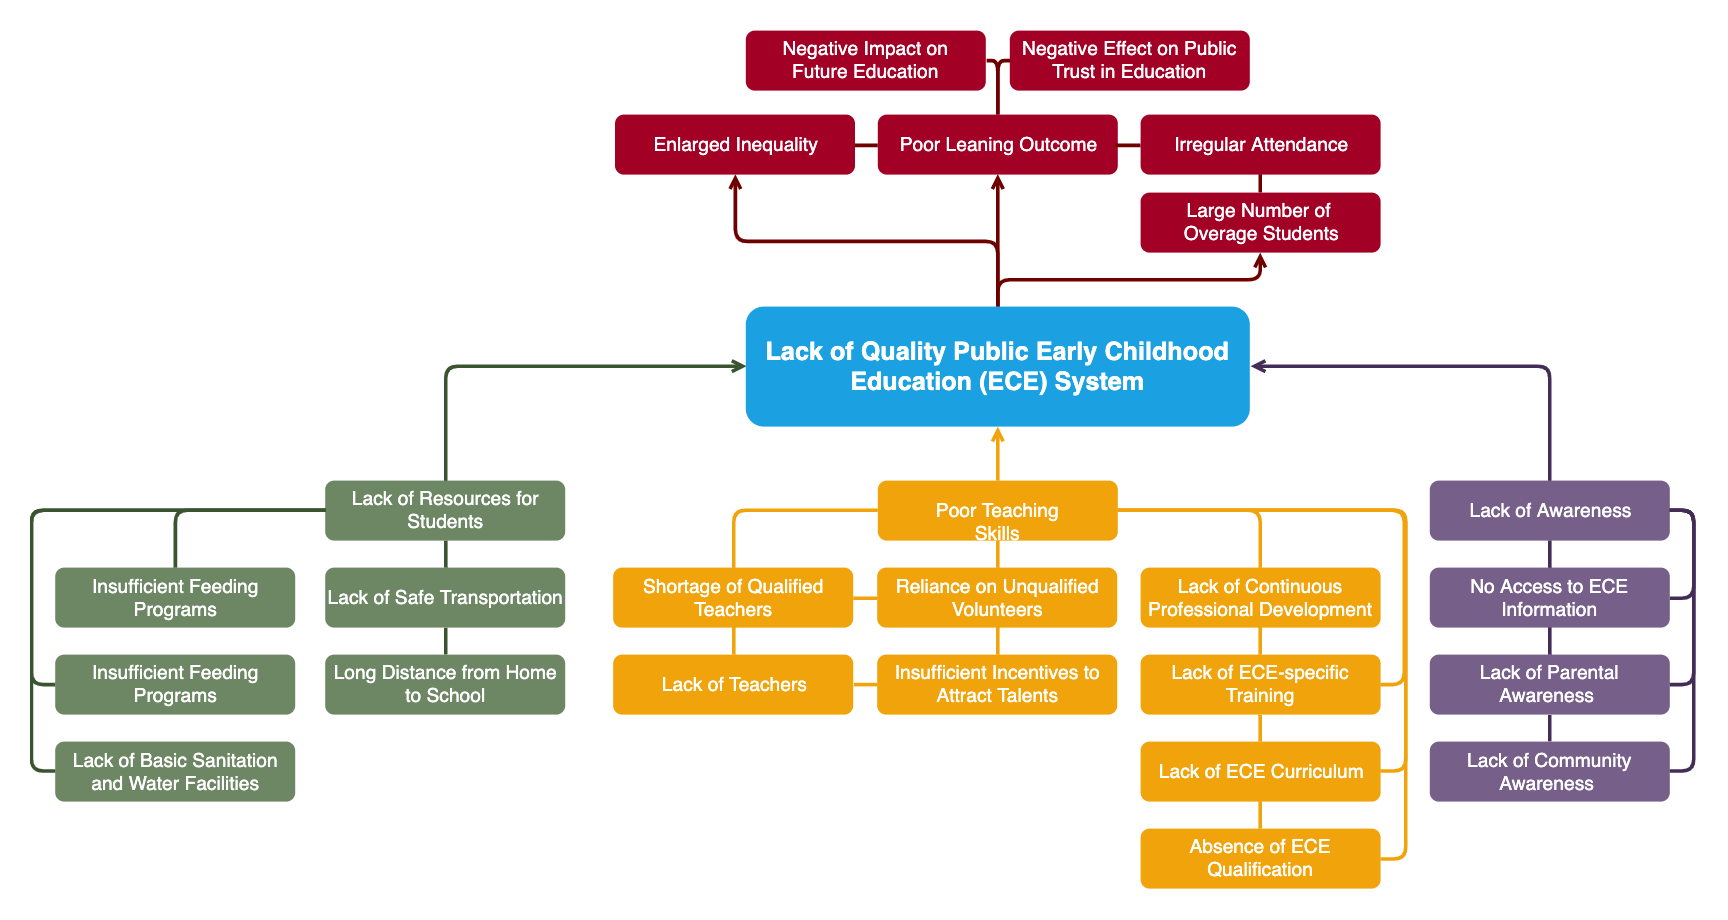 Negative Impact on
Future Education
Negative Effect on Public
Trust in Education
Enlarged Inequality
Poor Leaning Outcome
Irregular Attendance
Large Number of
Overage Students
Lack of Quality Public Early Childhood
Education (ECE) System
Lack of Resources for
Students
Insufficient Feeding
Programs
Lack of Safe Transportation
Insufficient Feeding
Programs
Long Distance from Home
to School
Lack of Basic Sanitation
and Water Facilities
Poor Teaching
Skills
Shortage of Qualified
Teachers
Reliance on Unqualified
Volunteers
Lack of Continuous
Professional Development
Lack of Teachers
Insufficient Incentives to
Attract Talents
Lack of ECE-specific
Training
Lack of ECE Curriculum
Absence of ECE
Qualification
Lack of Awareness
No Access to ECE
Information
Lack of Parental
Awareness
Lack of Community
Awareness